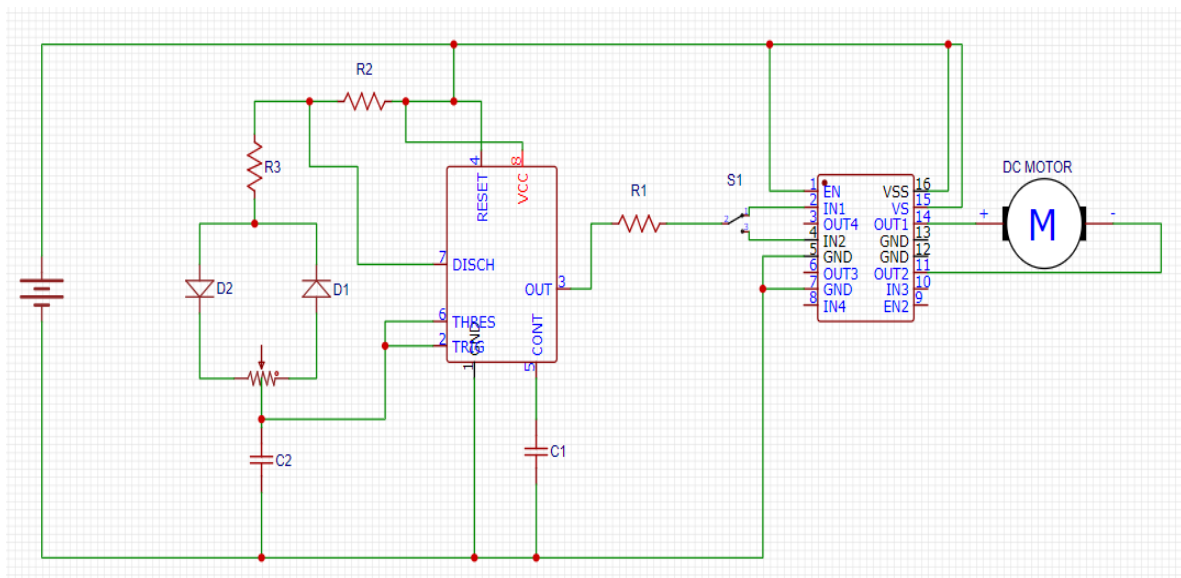 R2
R3
D2
D1
C2
4
8
RESET
VCC
7
DISCH
3
OUT
6
THRES
2
TRIG
GND
CONT
1
5
C1
R1
S1
2
1
3
1
EN
2
IN1
3
OUT4
4
IN2
5
GND
6
OUT3
7
GND
8
IN4
VSS
16
VS
15
OUT1
14
GND
13
GND
12
OUT2
11
IN3
10
EN2
9
DC MOTOR
+
M
-